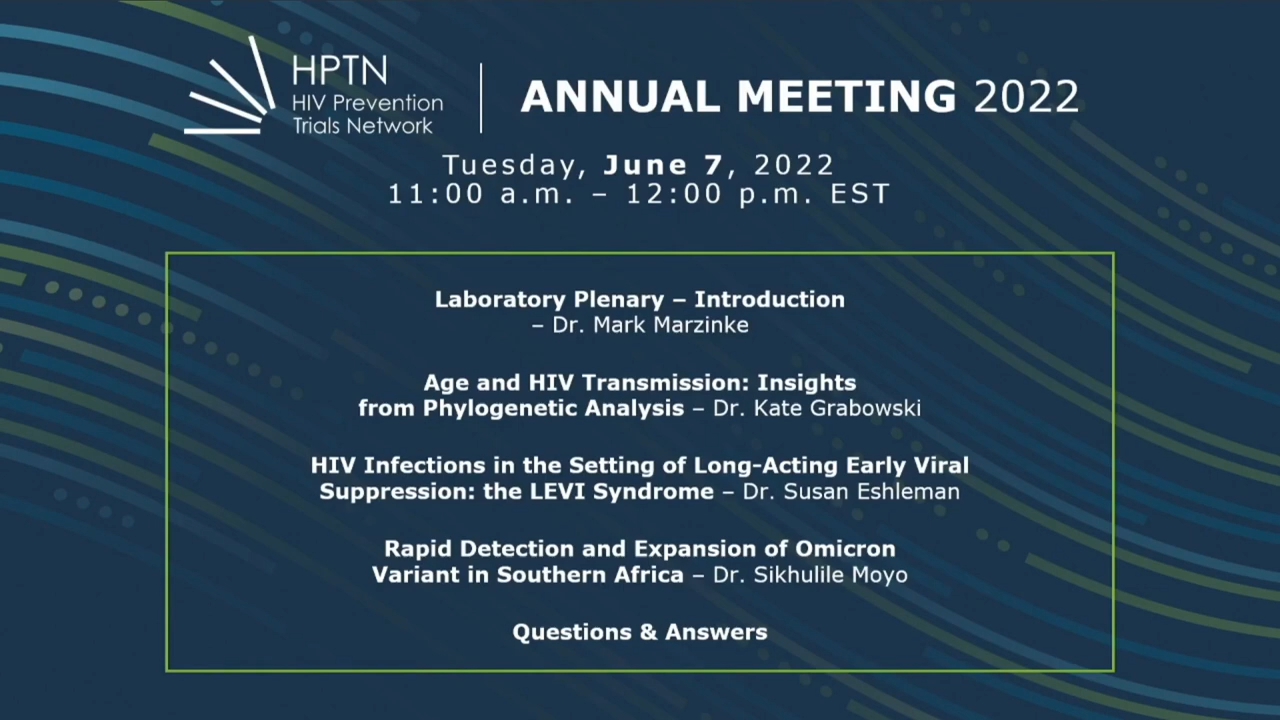 HPTN
HIV Prevention
Trials Network
ANNUAL MEETING 2022
Tuesday, June 7, 2022
11:00 a.m. – 12:00 p.m. EST
Laboratory Plenary – Introduction
– Dr. Mark Marzinke
Age and HIV Transmission: Insights
from Phylogenetic Analysis – Dr. Kate Grabowski
HIV Infections in the Setting of Long-Acting Early Viral
Suppression: the LEVI Syndrome – Dr. Susan Eshleman
Rapid Detection and Expansion of Omicron
Variant in Southern Africa – Dr. Sikhulile Moyo
Questions & Answers